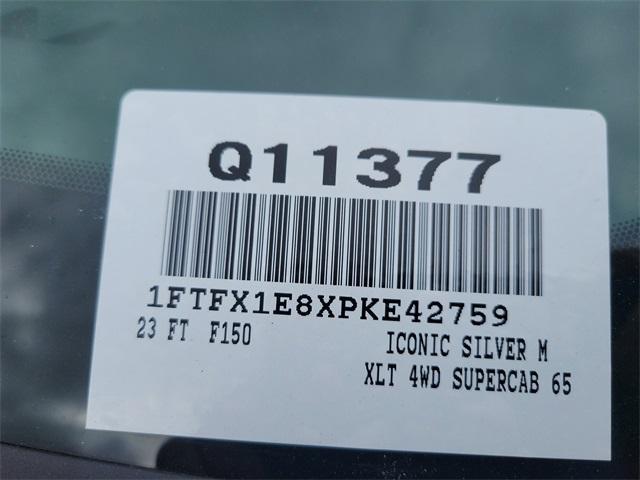 Q11377
1FTFX1E8XPKE42759
23 FT F150 ICONIC SILVER M
XLT 4WD SUPERCAB 65